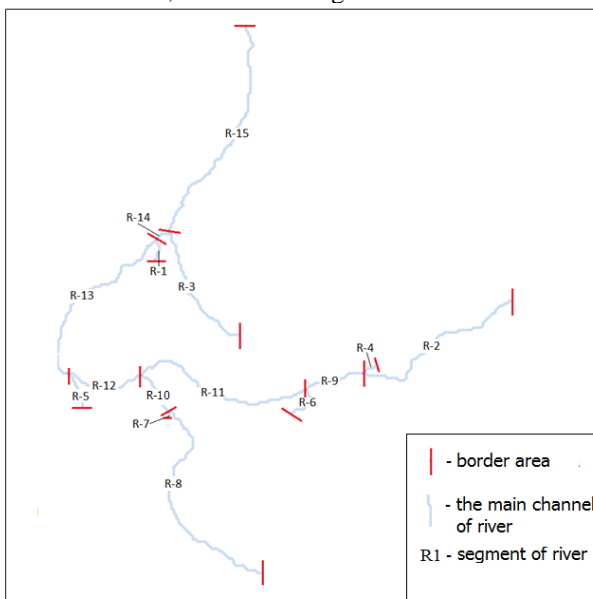 R-15
R-14
R-1
R-3
R-13
R-2
R-4
R-9
R-12
R-11
R-5
R-10
R-6
R-7
R-8
- border area
- the main channel
of river
R1 - segment of river